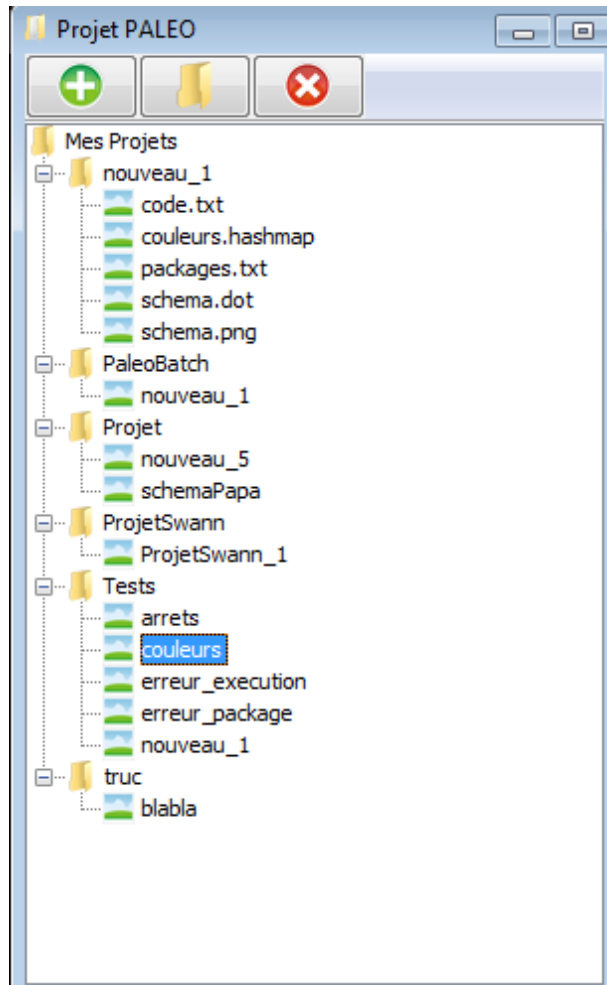 Projet PALEO
Mes Projets
nouveau_1
code.txt
couleurs.hashmap
packages.txt
schema.dot
schema.png
PaleoBatch
nouveau_1
Projet
nouveau_5
schemaPapa
ProjetSwann
ProjetSwann_1
Tests
arrets
couleurs
erreur_execution
erreur_package
nouveau_1
truc
blabla